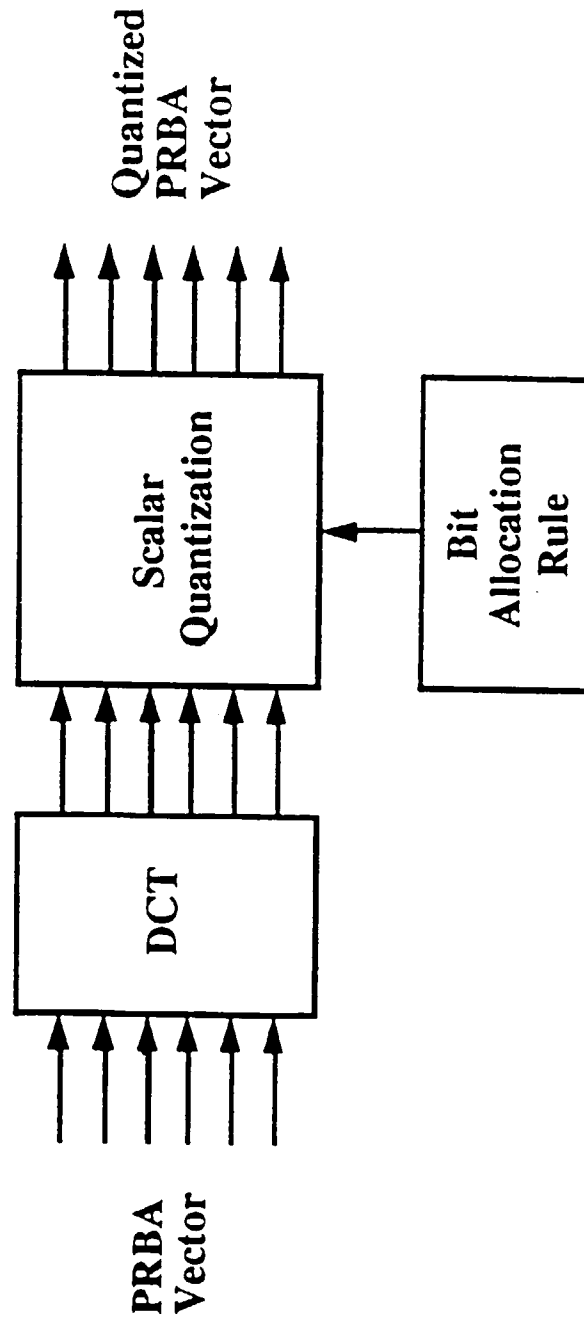 PRBA
Vector
DCT
Scalar
Quantization
Bit
Allocation
Rule
Quantized
PRBA
Vector